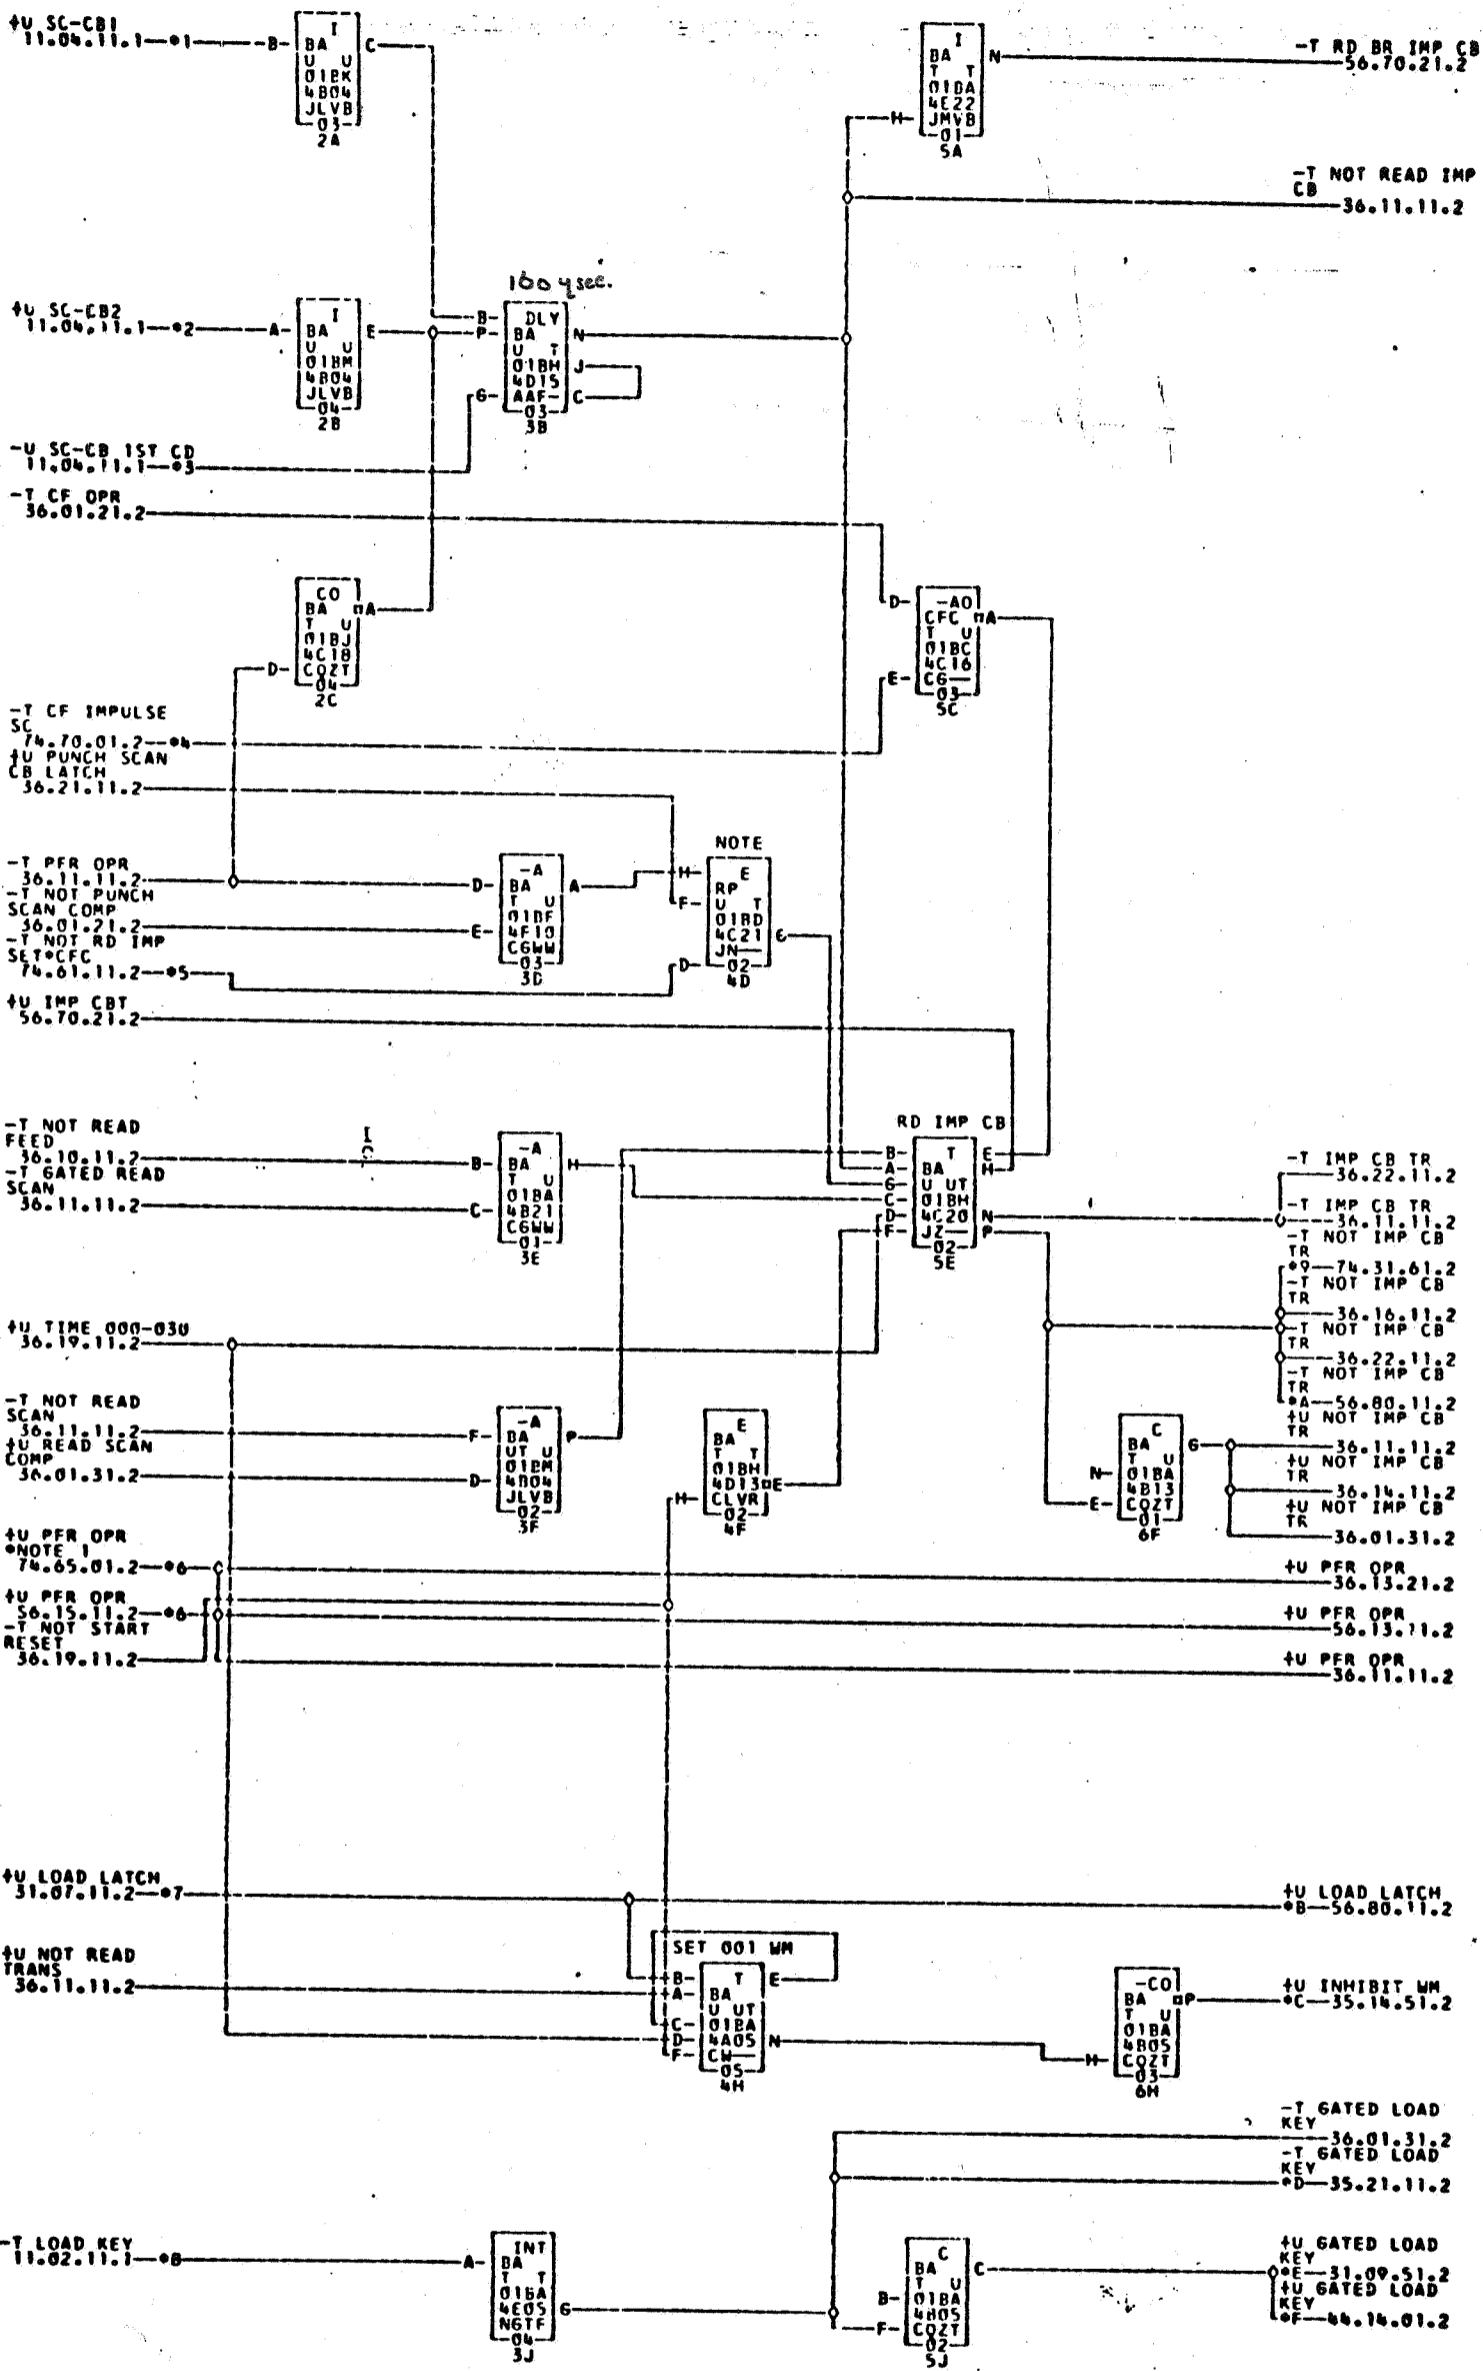 +U SC-CB1
11.04.11.1—*1 B- I C
BA
U U
01BK
4B04
JLVB
03
2A
I
BA N
T T
01BA
4E22
H- JMVB
01
5A
-T RD BR IMP CB
56.70.21.2
-T NOT READ IMP
CB
36.11.11.2
160 γsec.
+U SC-CB2
11.04.11.1—*2 A- I
BA E
U U
01BM
4B04
JLVB
04
2B
B- DLY
P- BA N
U T
01BH J
4D15
G- AAF- C
03
3B
-U SC-CB 1ST CD
11.04.11.1—*3
-T CF OPR
36.01.21.2
CO
BA A
T U
01BJ
4C18
D- CQZT
04
2C
D- -AO
CFC A
T U
01BC
4C16
E- CG
03
5C
-T CF IMPULSE
SC
74.70.01.2—*4
+U PUNCH SCAN
CB LATCH
36.21.11.2
NOTE
-T PFR OPR
36.11.11.2
-T NOT PUNCH
SCAN COMP
36.01.21.2
-T NOT RD IMP
SET*CFC
74.61.11.2—*5
+U IMP CBT
56.70.21.2
-A
D- BA A
T U
01BF
E- 4F10
CGWW
03
3D
H- E
RP
F- U T
01BD
4C21 G
JN
D- 02
4D
-T NOT READ
FEED
36.10.11.2
-T GATED READ
SCAN
36.11.11.2
-A
B- BA H
T U
01BA
C- 4B21
CGWW
01
3E
RD IMP CB
B- T E
A- BA H
G- U UT
C- 01BH
D- 4C20 N
F- JZ P
02
5E
-T IMP CB TR
36.22.11.2
-T IMP CB TR
36.11.11.2
-T NOT IMP CB
TR
*9—74.31.61.2
-T NOT IMP CB
TR
36.16.11.2
-T NOT IMP CB
TR
36.22.11.2
-T NOT IMP CB
TR
*A—56.80.11.2
+U NOT IMP CB
TR
36.11.11.2
+U NOT IMP CB
TR
36.14.11.2
+U NOT IMP CB
TR
36.01.31.2
+U TIME 000-030
36.19.11.2
-T NOT READ
SCAN
36.11.11.2
+U READ SCAN
COMP
36.01.31.2
-A
F- BA P
UT U
01BM
D- 4B04
JLVB
02
3F
E
BA
T T
01BH
4D13 E
H- CLVR
02
4F
C
BA G
T U
N- 01BA
4B13
E- CQZT
01
6F
+U PFR OPR
*NOTE 1
74.65.01.2—*6
+U PFR OPR
56.15.11.2—*6
-T NOT START
RESET
36.19.11.2
+U PFR OPR
36.13.21.2
+U PFR OPR
56.13.11.2
+U PFR OPR
36.11.11.2
+U LOAD LATCH
31.07.11.2—*7
+U LOAD LATCH
*B—56.80.11.2
+U NOT READ
TRANS
36.11.11.2
SET 001 WM
B- T E
A- BA
U UT
C- 01BA
D- 4A05 N
F- CW
05
4H
-CO
BA P
T U
01BA
4B05
H- CQZT
03
6H
+U INHIBIT WM
*C—35.14.51.2
-T GATED LOAD
KEY
36.01.31.2
-T GATED LOAD
KEY
*D—35.21.11.2
-T LOAD KEY
11.02.11.1—*8
INT
A- BA
T T
01BA
4E05 G
NGTF
04
3J
C
BA C
T U
B- 01BA
4B05
F- CQZT
02
5J
+U GATED LOAD
KEY
*E—31.09.51.2
+U GATED LOAD
KEY
*F—44.14.01.2